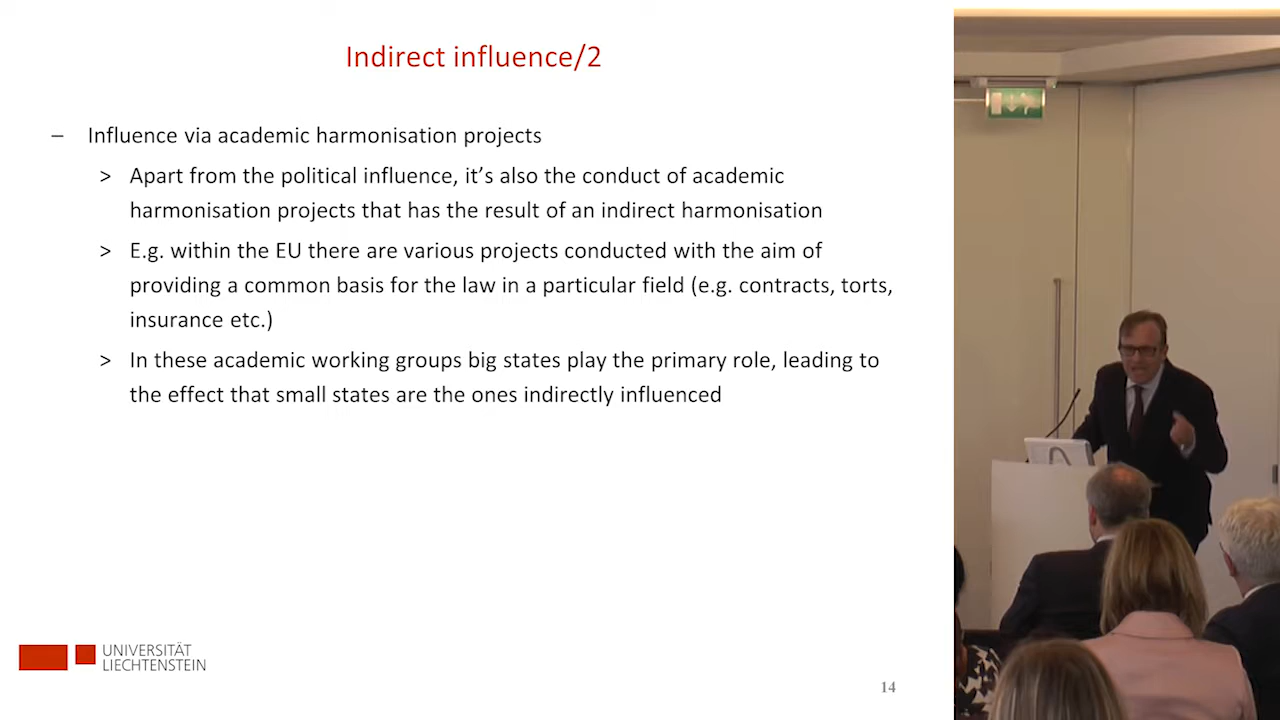 Indirect influence/2
– Influence via academic harmonisation projects
> Apart from the political influence, it’s also the conduct of academic
harmonisation projects that has the result of an indirect harmonisation
> E.g. within the EU there are various projects conducted with the aim of
providing a common basis for the law in a particular field (e.g. contracts, torts,
insurance etc.)
> In these academic working groups big states play the primary role, leading to
the effect that small states are the ones indirectly influenced
UNIVERSITÄT
LIECHTENSTEIN
14